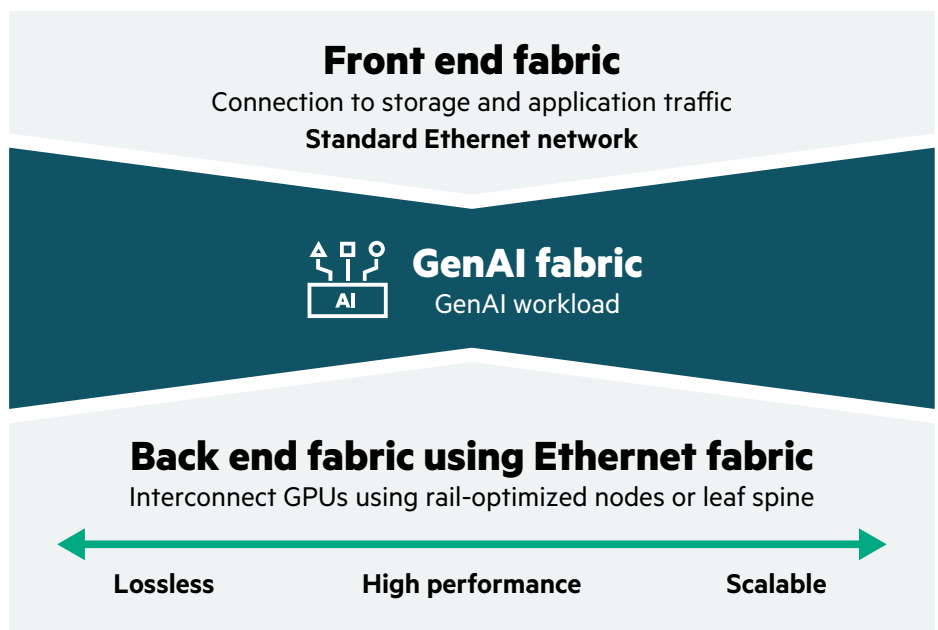 Front end fabric
Connection to storage and application traffic
Standard Ethernet network
AI
GenAI fabric
GenAI workload
Back end fabric using Ethernet fabric
Interconnect GPUs using rail-optimized nodes or leaf spine
Lossless
High performance
Scalable